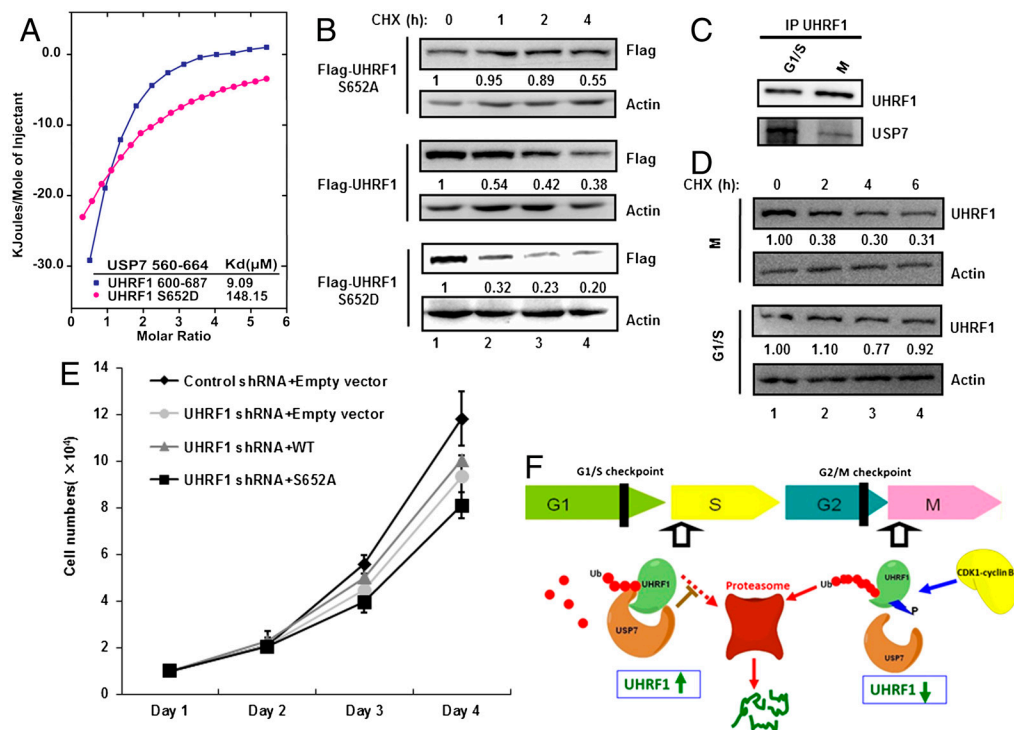 A
0.0
-10.0
-20.0
-30.0
KJoules/Mole of Injectant
USP7 560-664 Kd(μM)
UHRF1 600-687 9.09
UHRF1 S652D 148.15
0 1 2 3 4 5 6
Molar Ratio
B
CHX (h): 0 1 2 4
Flag-UHRF1
S652A
Flag
1 0.95 0.89 0.55
Actin
Flag-UHRF1
Flag
1 0.54 0.42 0.38
Actin
Flag-UHRF1
S652D
Flag
1 0.32 0.23 0.20
Actin
1 2 3 4
C
IP UHRF1
G1/S M
UHRF1
USP7
D
CHX (h): 0 2 4 6
M
UHRF1
1.00 0.38 0.30 0.31
Actin
G1/S
UHRF1
1.00 1.10 0.77 0.92
Actin
1 2 3 4
E
Control shRNA+Empty vector
UHRF1 shRNA+Empty vector
UHRF1 shRNA+WT
UHRF1 shRNA+S652A
Cell numbers(×10⁴)
14
12
10
8
6
4
2
0
Day 1 Day 2 Day 3 Day 4
F
G1/S checkpoint G2/M checkpoint
G1 S G2 M
Ub
UHRF1
USP7
UHRF1
Proteasome
Ub
UHRF1
P
CDK1-cyclin B
USP7
UHRF1